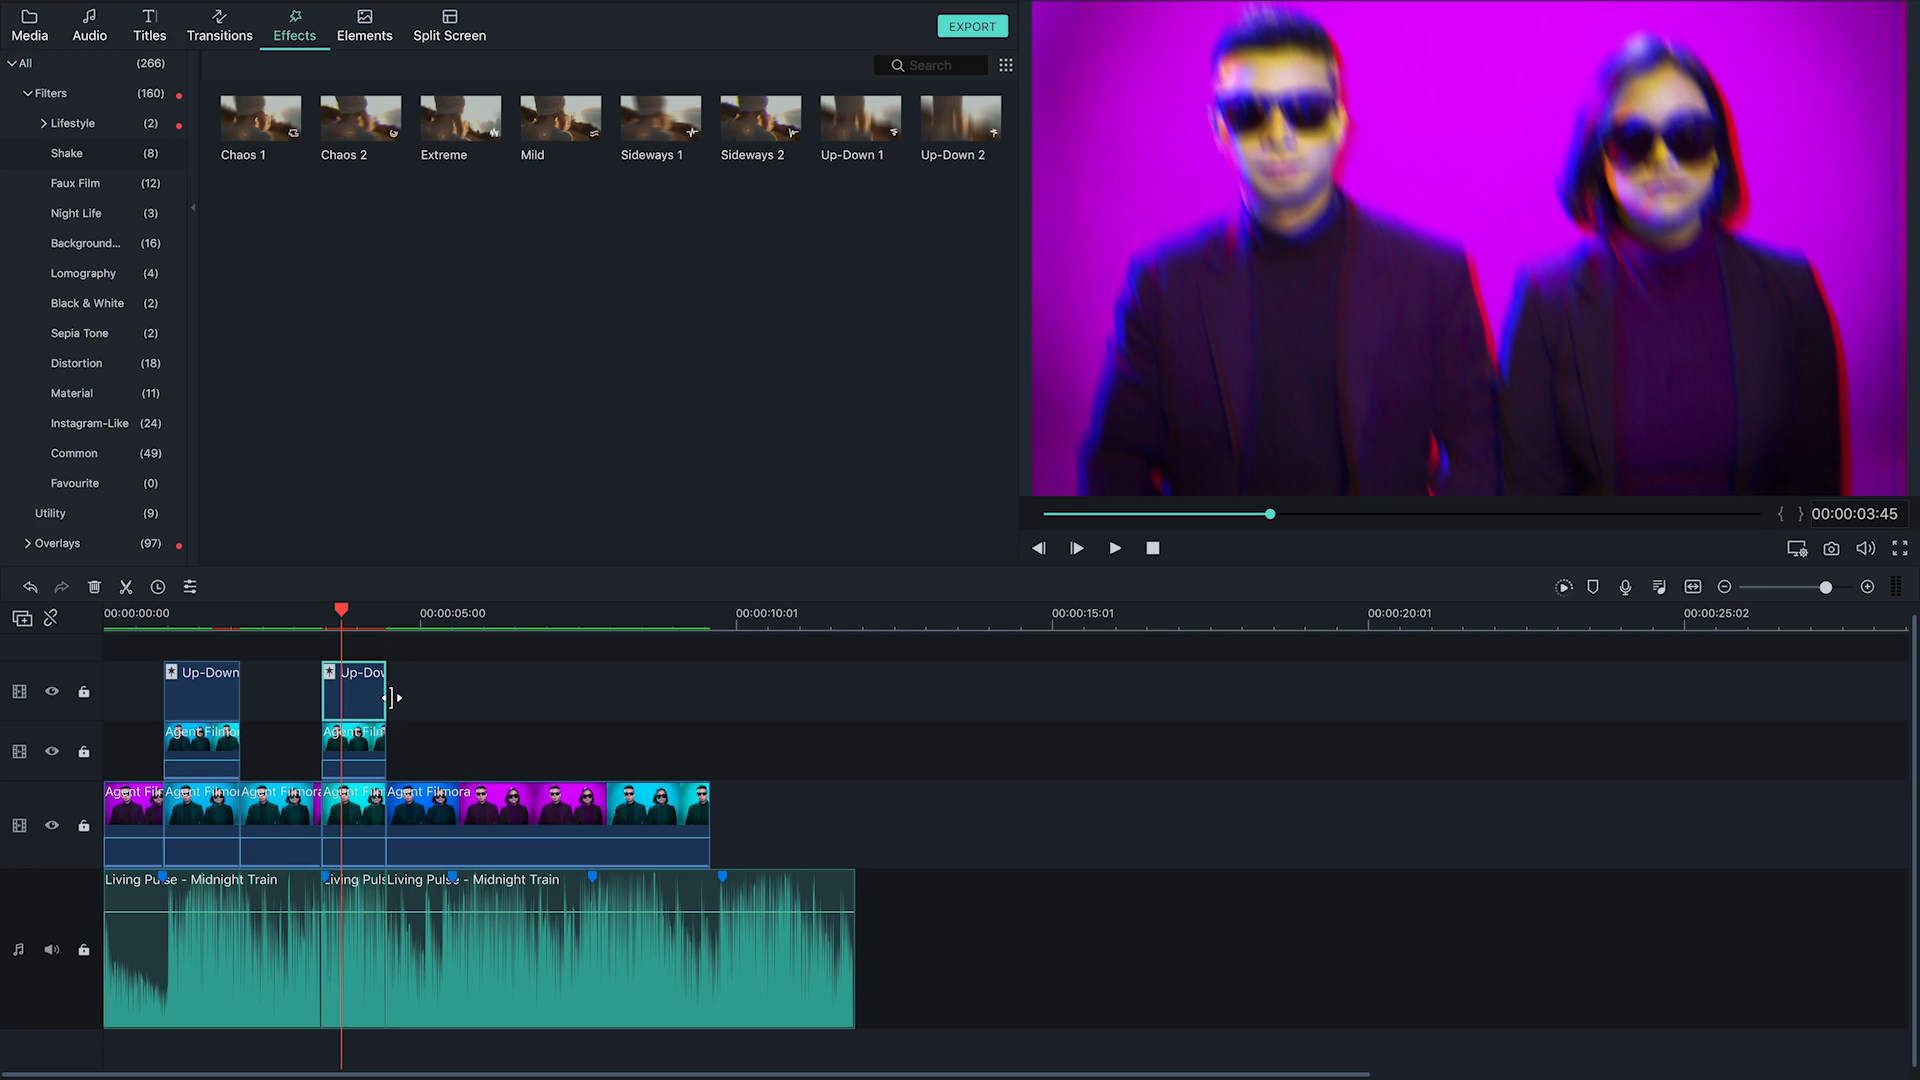 Media Audio Titles Transitions Effects Elements Split Screen
EXPORT
All (266)
Search
Filters (160)
Lifestyle (2)
Shake (8)
Chaos 1 Chaos 2 Extreme Mild Sideways 1 Sideways 2 Up-Down 1 Up-Down 2
Faux Film (12)
Night Life (3)
Background... (16)
Lomography (4)
Black & White (2)
Sepia Tone (2)
Distortion (18)
Material (11)
Instagram-Like (24)
Common (49)
Favourite (0)
Utility (9)
Overlays (97)
{ } 00:00:03:45
00:00:00:00 00:00:05:00 00:00:10:01 00:00:15:01 00:00:20:01 00:00:25:02
Up-Down Up-Dow
Agent Filmo Agent Film
Agent Film Agent Filmo Agent Filmora Agent Film Agent Filmora
Living Pulse - Midnight Train Living Puls Living Pulse - Midnight Train